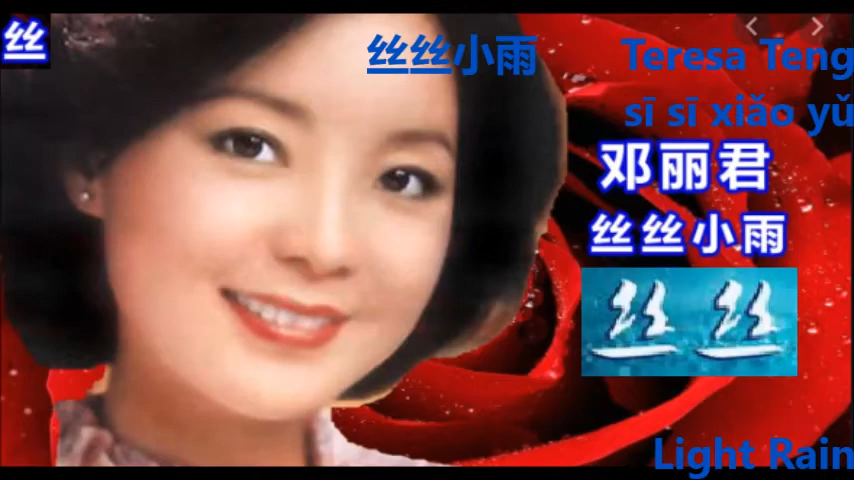 丝
丝丝小雨
Teresa Teng
sī sī xiǎo yǔ
邓丽君
丝丝小雨
丝丝
Light Rain